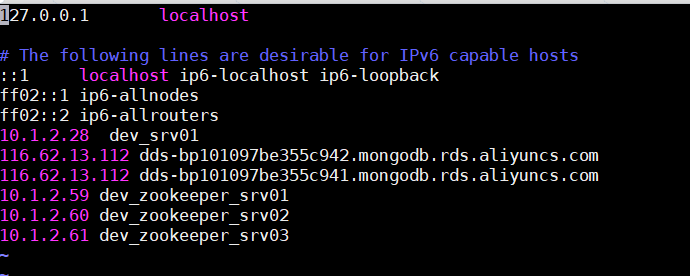 127.0.0.1       localhost
# The following lines are desirable for IPv6 capable hosts
::1     localhost ip6-localhost ip6-loopback
ff02::1 ip6-allnodes
ff02::2 ip6-allrouters
10.1.2.28  dev_srv01
116.62.13.112 dds-bp101097be355c942.mongodb.rds.aliyuncs.com
116.62.13.112 dds-bp101097be355c941.mongodb.rds.aliyuncs.com
10.1.2.59 dev_zookeeper_srv01
10.1.2.60 dev_zookeeper_srv02
10.1.2.61 dev_zookeeper_srv03
~
~